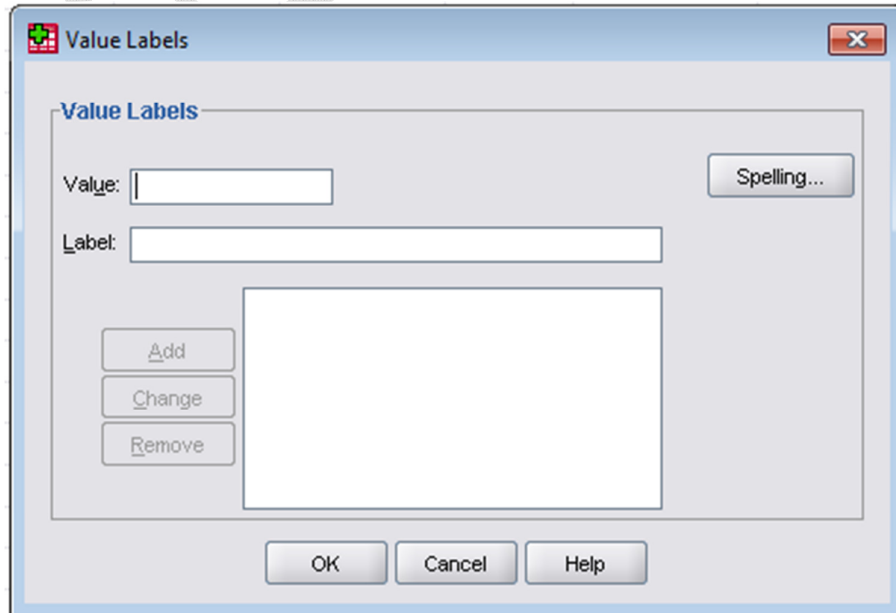 Value Labels
Value Labels
Value:
Spelling...
Label:
Add
Change
Remove
OK Cancel Help